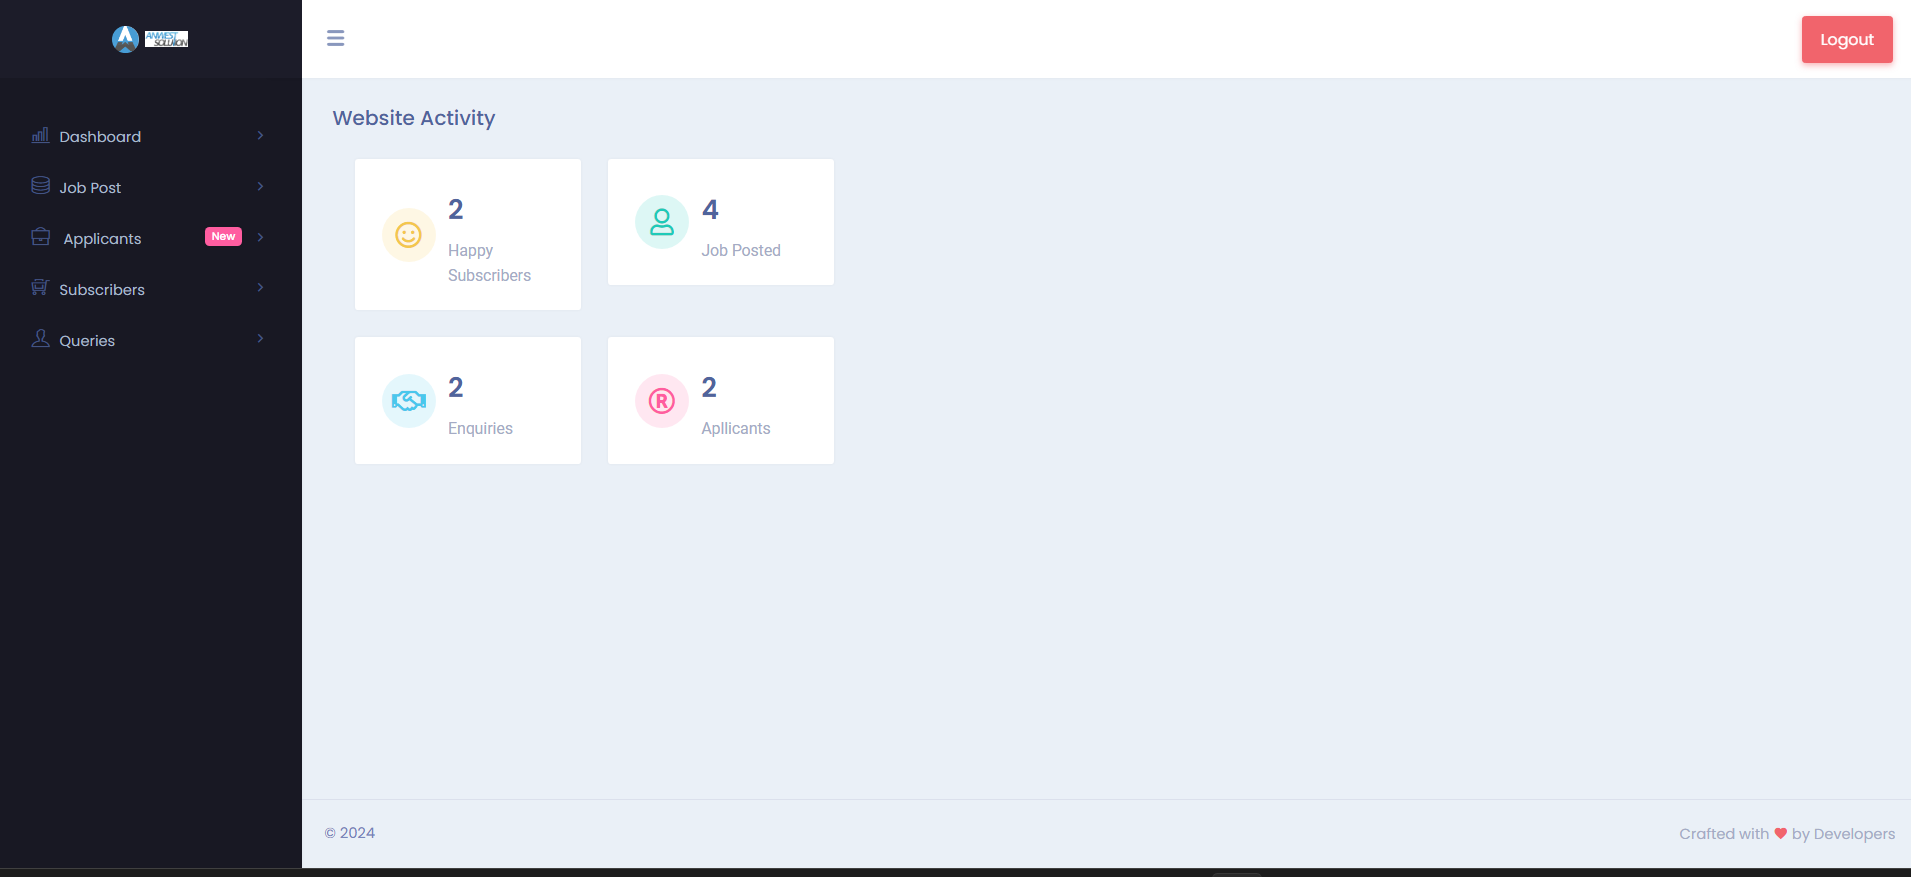 ANWEST
SOLUTION
Logout
Website Activity
Dashboard
Job Post
Applicants
New
Subscribers
Queries
2
Happy
Subscribers
4
Job Posted
2
Enquiries
2
Apllicants
© 2024
Crafted with ❤ by Developers